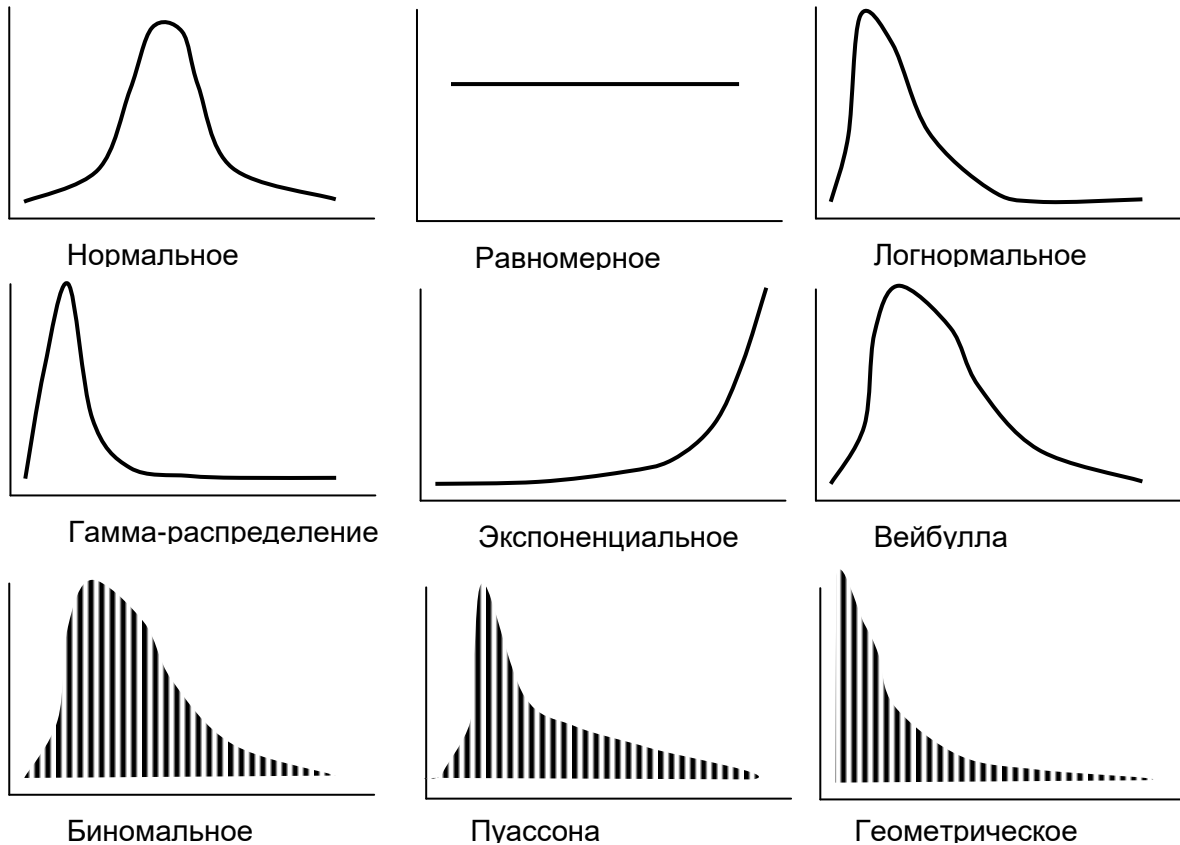 Нормальное
Равномерное
Логнормальное
Гамма-распределение
Экспоненциальное
Вейбулла
Биномальное
Пуассона
Геометрическое